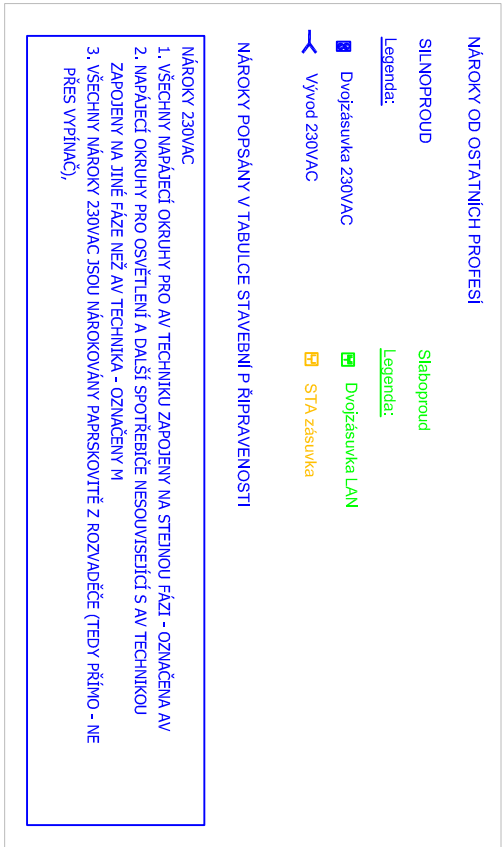 NÁROKY OD OSTATNÍCH PROFESÍ
SILNOPROUD
Legenda:
Dvojzásuvka 230VAC
Vývod 230VAC
Slaboproud
Legenda:
Dvojzásuvka LAN
STA zásuvka
NÁROKY POPSÁNY V TABULCE STAVEBNÍ P ŘIPRAVENOSTI
NÁROKY 230VAC
1. VŠECHNY NAPÁJECÍ OKRUHY PRO AV TECHNIKU ZAPOJENY NA STEJNOU FÁZI - OZNAČENA AV
2. NAPÁJECÍ OKRUHY PRO OSVĚTLENÍ A DALŠÍ SPOTŘEBIČE NESOUVISEJÍCÍ S AV TECHNIKOU
ZAPOJENY NA JINÉ FÁZE NEŽ AV TECHNIKA - OZNAČENY M
3. VŠECHNY NÁROKY 230VAC JSOU NÁROKOVÁNY PAPRSKOVITĚ Z ROZVADĚČE (TEDY PŘÍMO - NE
PŘES VYPÍNAČ),